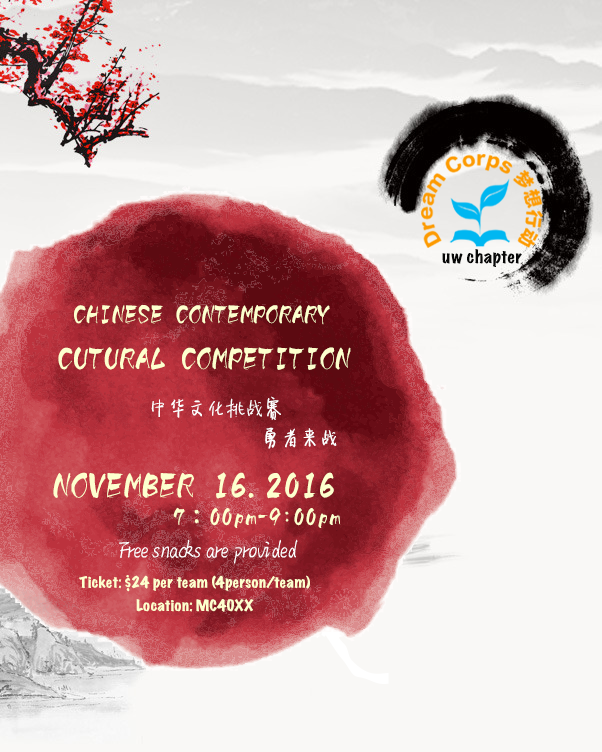 Dream Corps 梦想行动
uw chapter
CHINESE CONTEMPORARY
CUTURAL COMPETITION
中华文化挑战赛
勇者来战
NOVEMBER 16. 2016
7:00pm-9:00pm
Free snacks are provided
Ticket: $24 per team (4person/team)
Location: MC40XX